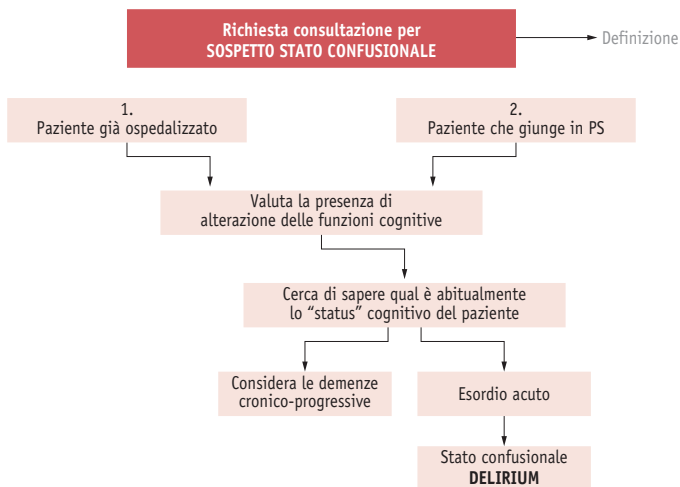 Richiesta consultazione per
SOSPETTO STATO CONFUSIONALE
Definizione
1.
Paziente già ospedalizzato
2.
Paziente che giunge in PS
Valuta la presenza di
alterazione delle funzioni cognitive
Cerca di sapere qual è abitualmente
lo “status” cognitivo del paziente
Considera le demenze
cronico-progressive
Esordio acuto
Stato confusionale
DELIRIUM